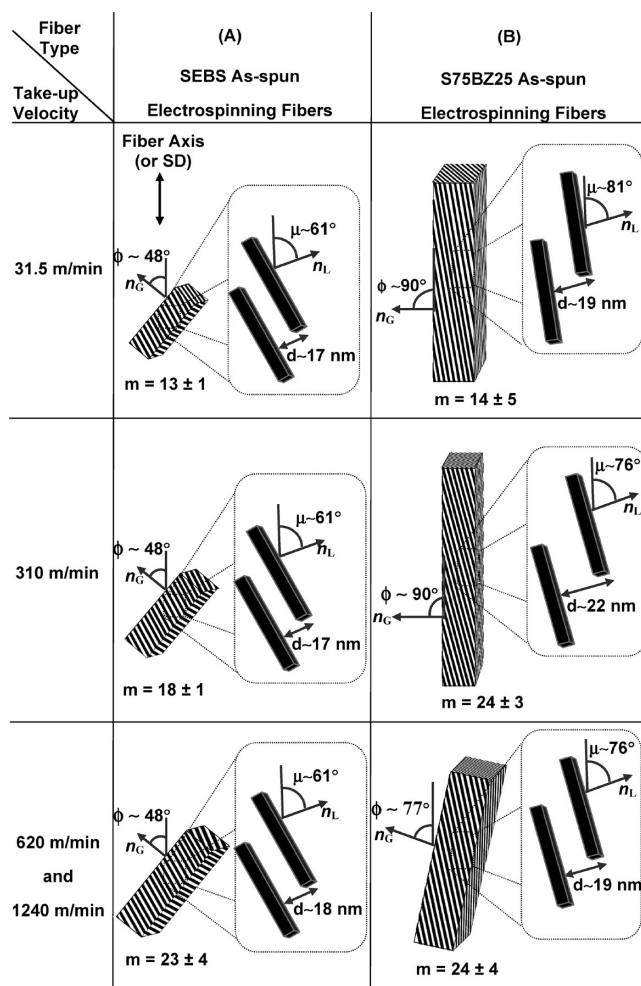 Fiber
Type
Take-up
Velocity
(A)
SEBS As-spun
Electrospinning Fibers
(B)
S75BZ25 As-spun
Electrospinning Fibers
31.5 m/min
Fiber Axis
(or SD)
ϕ ~ 48°
nG
μ~61°
nL
d~17 nm
m = 13 ± 1
ϕ ~90°
nG
μ~81°
nL
d~19 nm
m = 14 ± 5
310 m/min
ϕ ~ 48°
nG
μ~61°
nL
d~17 nm
m = 18 ± 1
ϕ ~ 90°
nG
μ~76°
nL
d~22 nm
m = 24 ± 3
620 m/min
and
1240 m/min
ϕ ~ 48°
nG
μ~61°
nL
d~18 nm
m = 23 ± 4
ϕ ~ 77°
nG
μ~76°
nL
d~19 nm
m = 24 ± 4